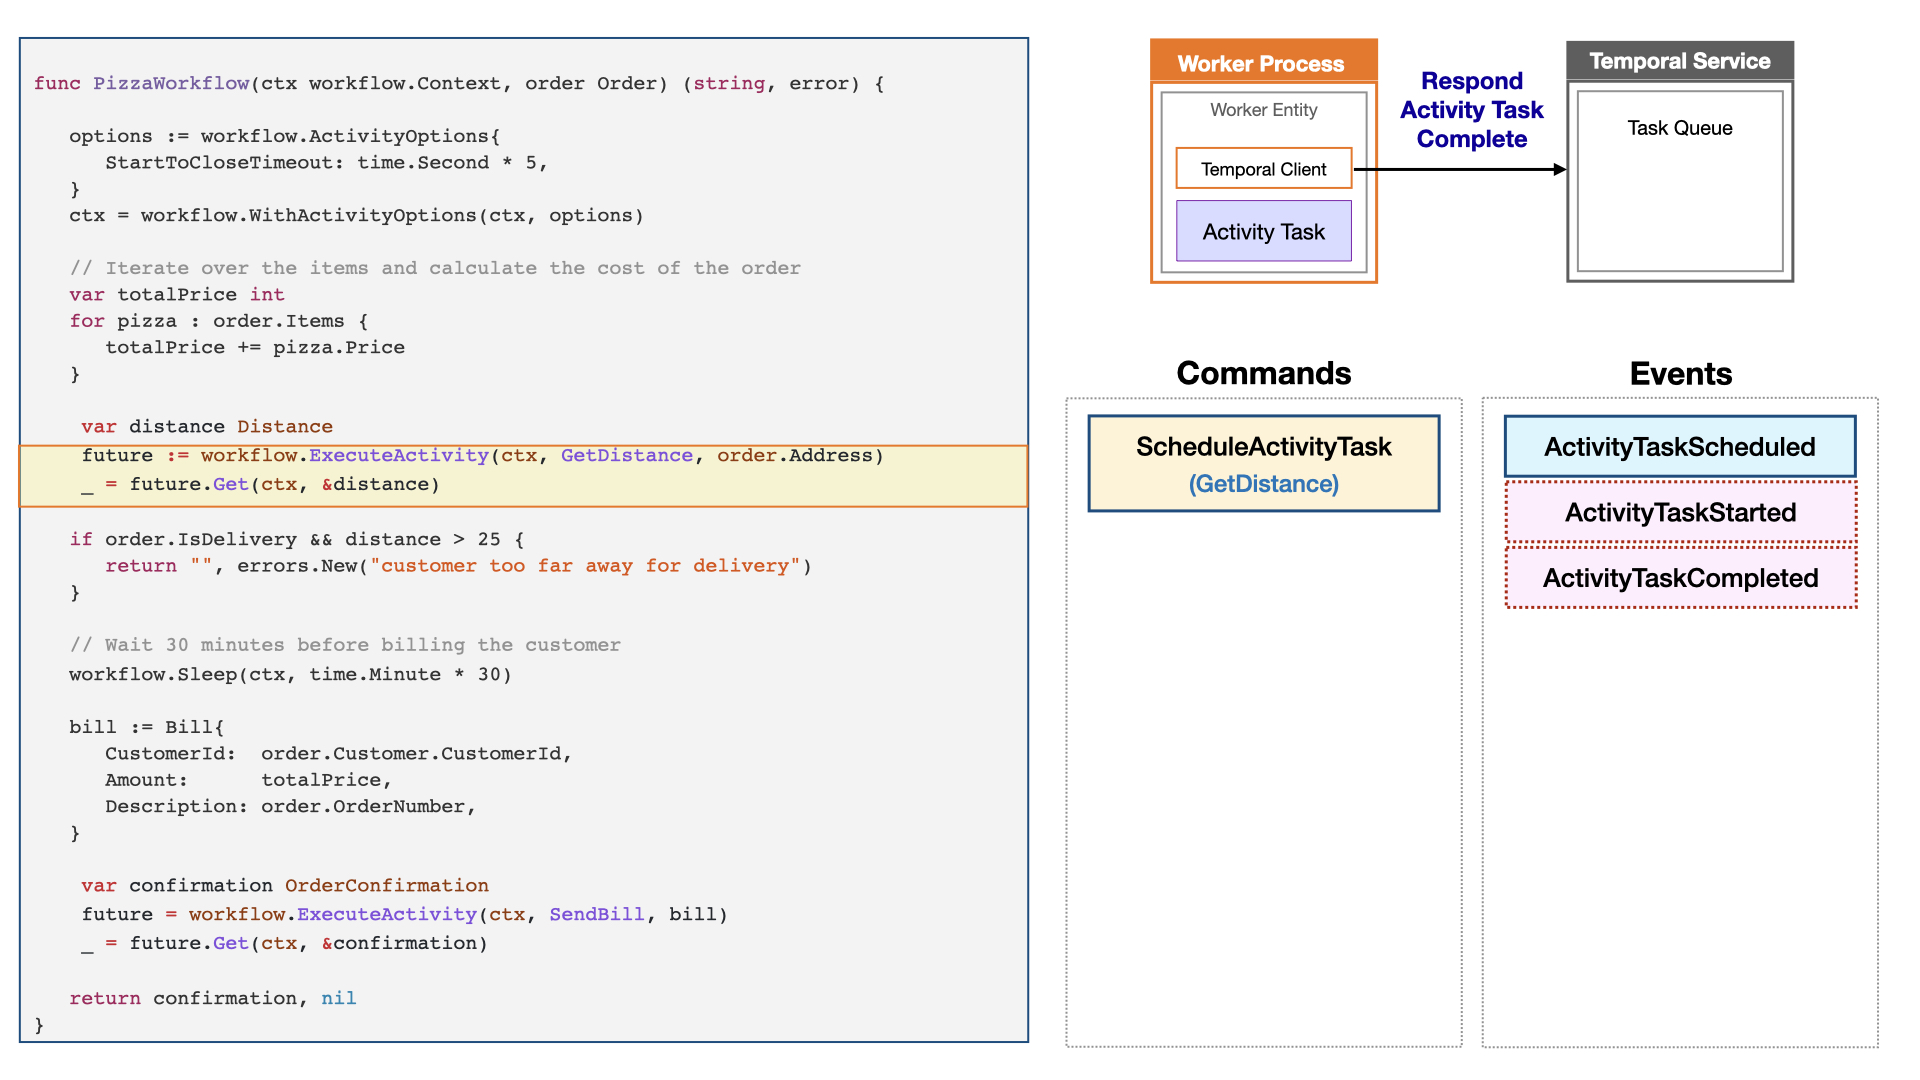 func PizzaWorkflow(ctx workflow.Context, order Order) (string, error) {
options := workflow.ActivityOptions{
StartToCloseTimeout: time.Second * 5,
}
ctx = workflow.WithActivityOptions(ctx, options)
// Iterate over the items and calculate the cost of the order
var totalPrice int
for pizza : order.Items {
totalPrice += pizza.Price
}
var distance Distance
future := workflow.ExecuteActivity(ctx, GetDistance, order.Address)
_ = future.Get(ctx, &distance)
if order.IsDelivery && distance > 25 {
return "", errors.New("customer too far away for delivery")
}
// Wait 30 minutes before billing the customer
workflow.Sleep(ctx, time.Minute * 30)
bill := Bill{
CustomerId: order.Customer.CustomerId,
Amount: totalPrice,
Description: order.OrderNumber,
}
var confirmation OrderConfirmation
future = workflow.ExecuteActivity(ctx, SendBill, bill)
_ = future.Get(ctx, &confirmation)
return confirmation, nil
}
Worker Process
Worker Entity
Temporal Client
Activity Task
Respond
Activity Task
Complete
Temporal Service
Task Queue
Commands
ScheduleActivityTask
(GetDistance)
Events
ActivityTaskScheduled
ActivityTaskStarted
ActivityTaskCompleted